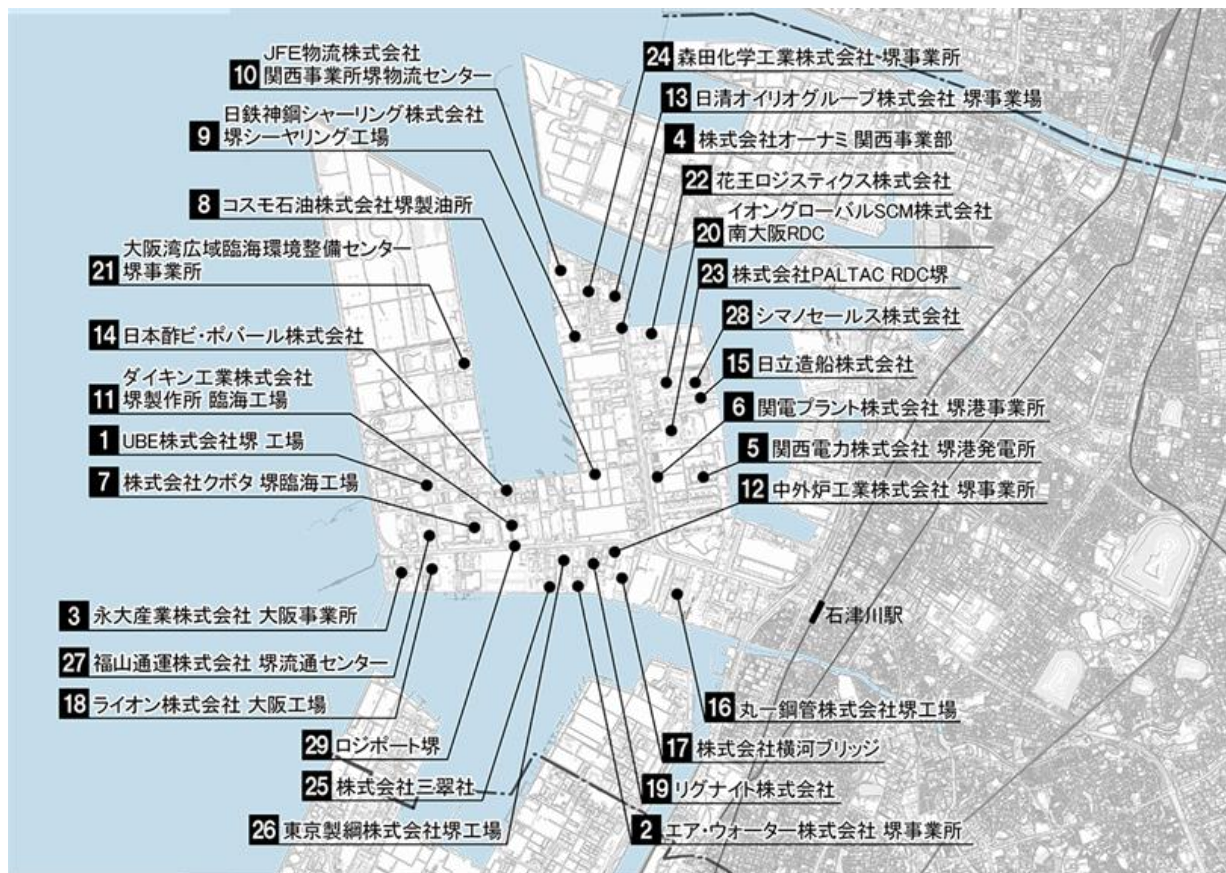 JFE物流株式会社
10 関西事業所堺物流センター
日鉄神鋼シャーリング株式会社
9 堺シーヤリング工場
8 コスモ石油株式会社堺製油所
大阪湾広域臨海環境整備センター
21 堺事業所
14 日本酢ビ・ポバール株式会社
ダイキン工業株式会社
11 堺製作所 臨海工場
1 UBE株式会社堺 工場
7 株式会社クボタ 堺臨海工場
24 森田化学工業株式会社 堺事業所
13 日清オイリオグループ株式会社 堺事業場
4 株式会社オーナミ 関西事業部
22 花王ロジスティクス株式会社
イオングローバルSCM株式会社
20 南大阪RDC
23 株式会社PALTAC RDC堺
28 シマノセールス株式会社
15 日立造船株式会社
6 関電プラント株式会社 堺港事業所
5 関西電力株式会社 堺港発電所
12 中外炉工業株式会社 堺事業所
石津川駅
3 永大産業株式会社 大阪事業所
27 福山通運株式会社 堺流通センター
18 ライオン株式会社 大阪工場
29 ロジポート堺
25 株式会社三翠社
26 東京製綱株式会社堺工場
16 丸一鋼管株式会社堺工場
17 株式会社横河ブリッジ
19 リグナイト株式会社
2 エア・ウォーター株式会社 堺事業所